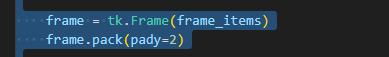 frame = tk.Frame(frame_items)
frame.pack(pady=2)